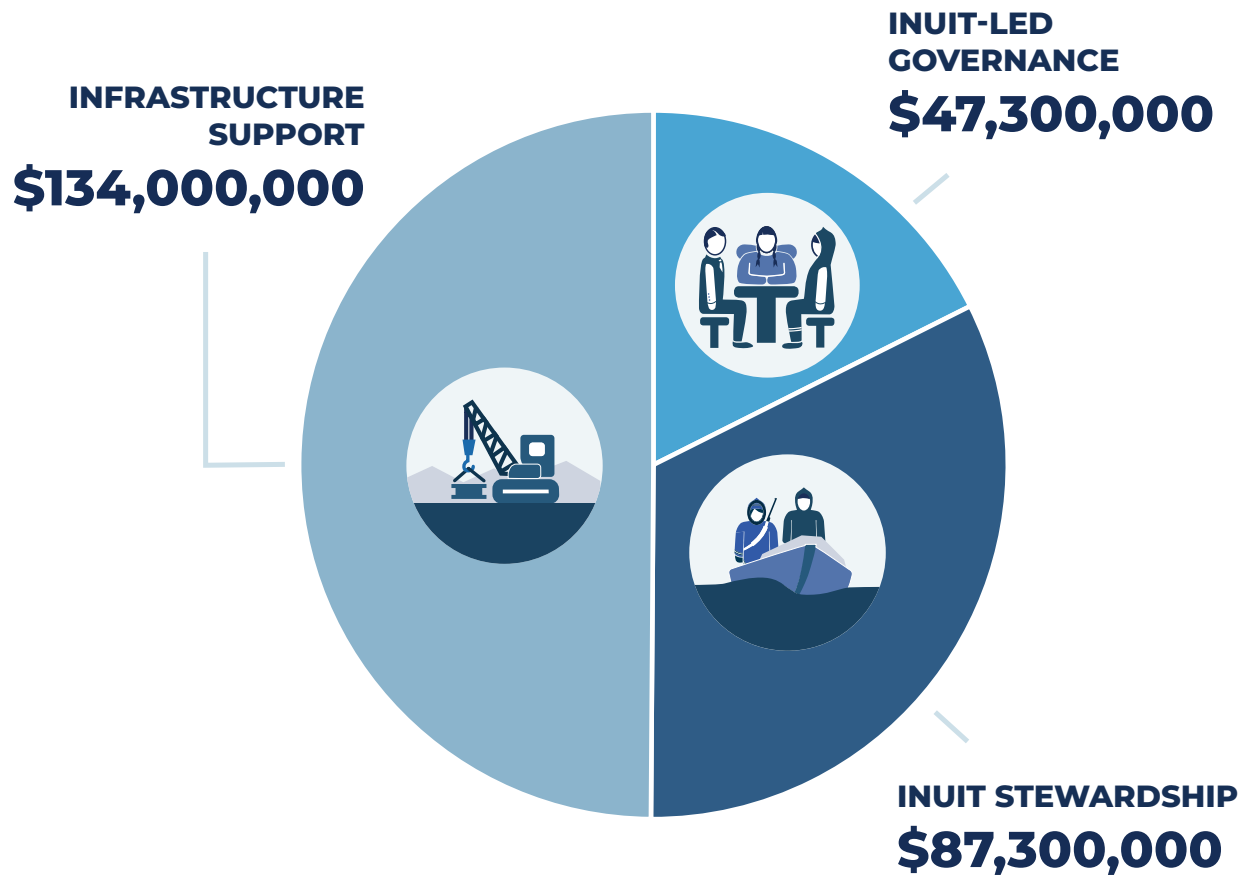 INUIT-LED
GOVERNANCE
$47,300,000
INFRASTRUCTURE
SUPPORT
$134,000,000
INUIT STEWARDSHIP
$87,300,000